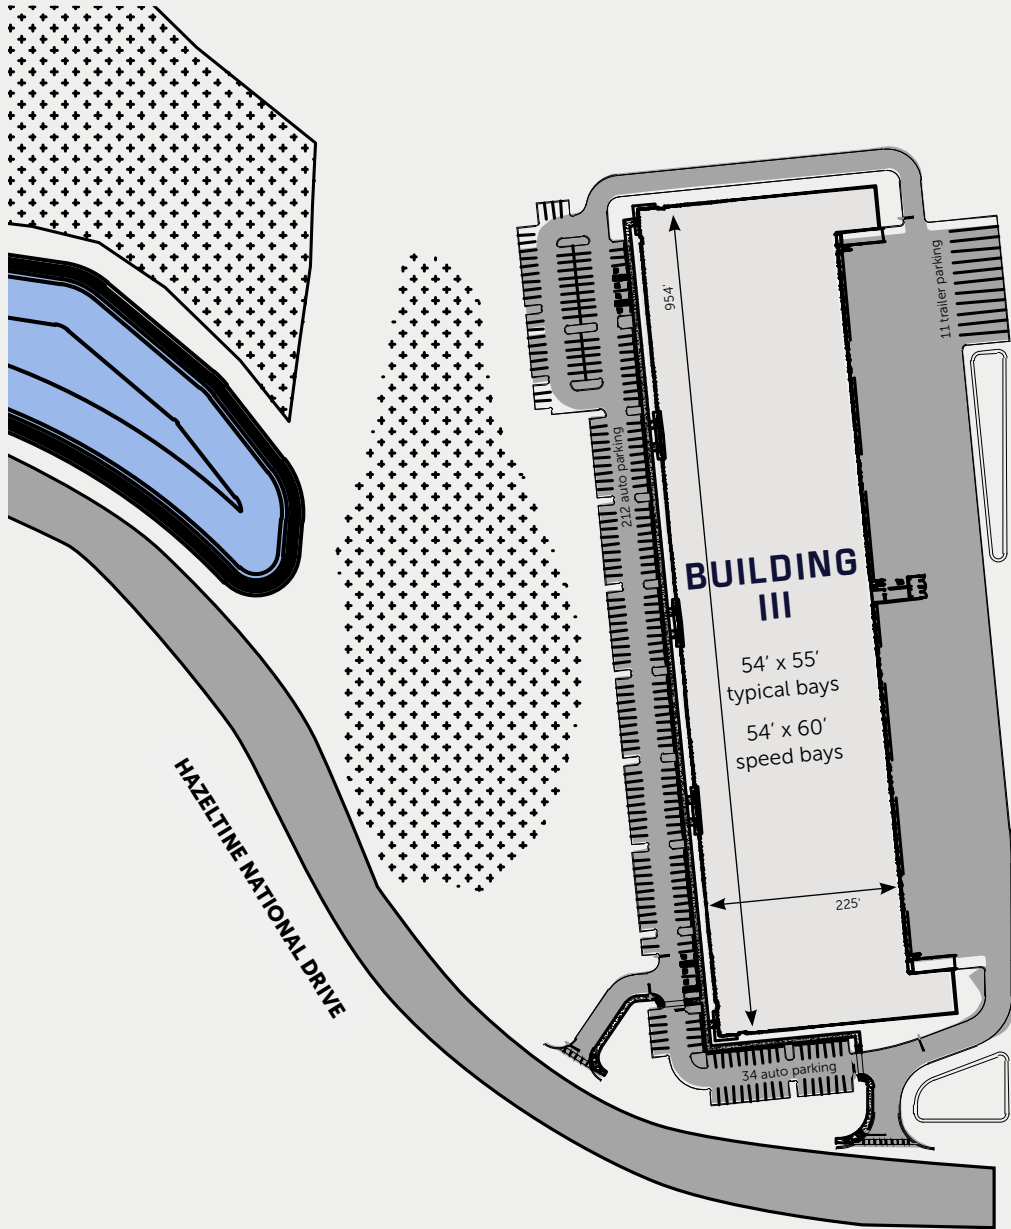 954'
11 trailer parking
212 auto parking
BUILDING
III
54' x 55'
typical bays
54' x 60'
speed bays
HAZELTINE NATIONAL DRIVE
225'
34 auto parking